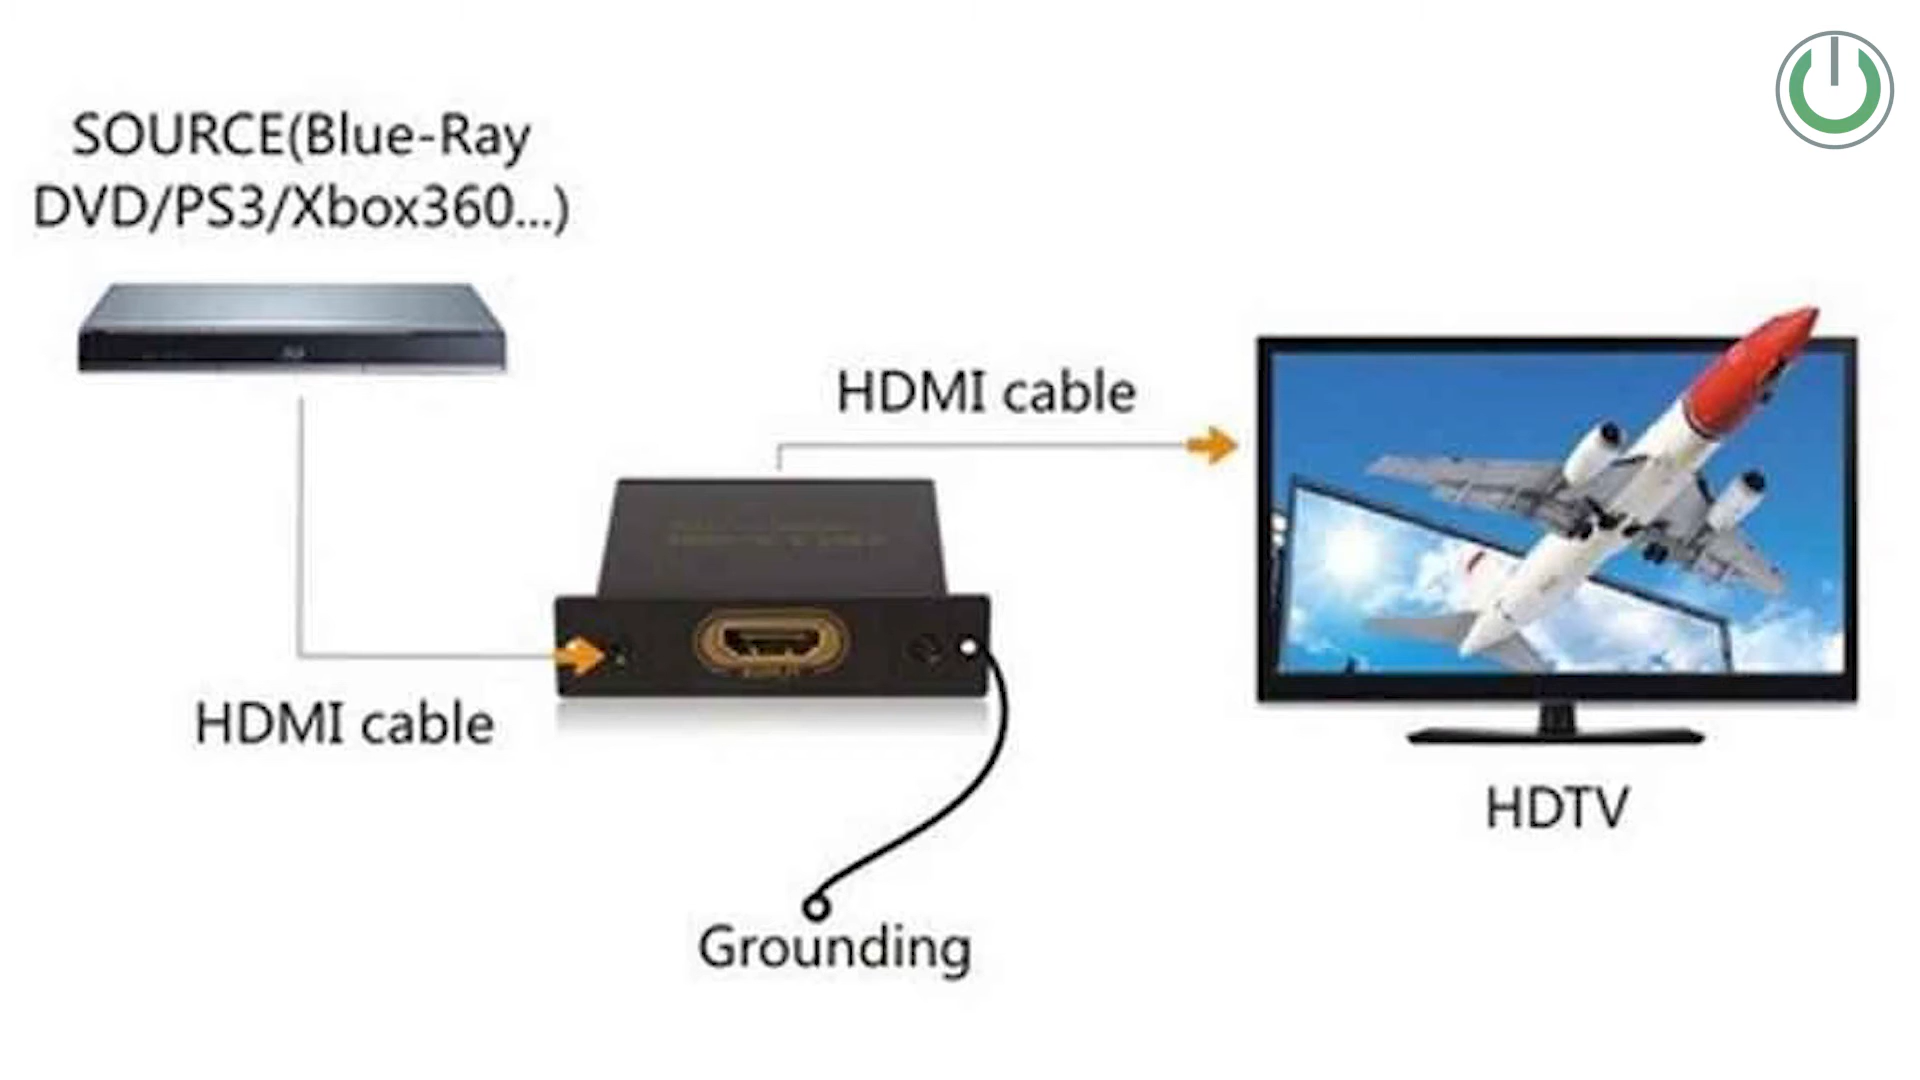 SOURCE(Blue-Ray
DVD/PS3/Xbox360...)
HDMI cable
HDMI cable
HDTV
Grounding